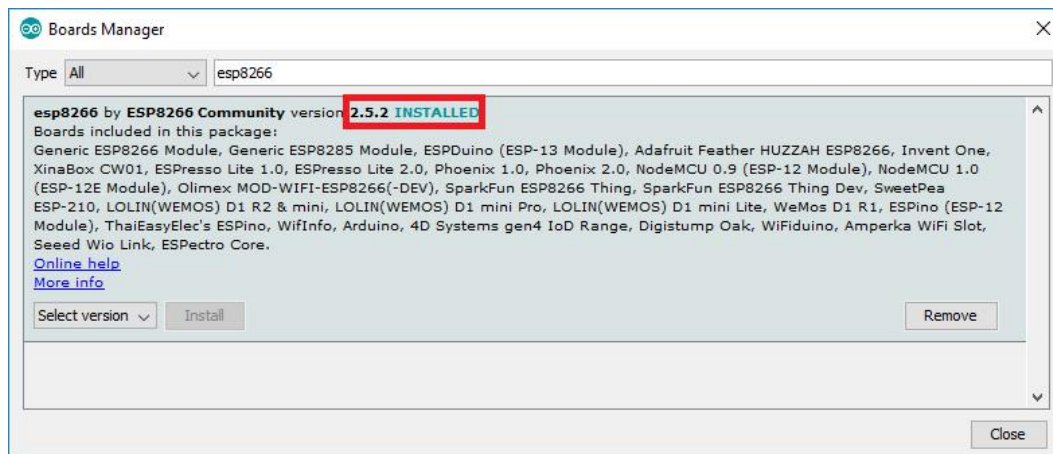 Boards Manager
Type All esp8266
esp8266 by ESP8266 Community version 2.5.2 INSTALLED
Boards included in this package:
Generic ESP8266 Module, Generic ESP8285 Module, ESPDuino (ESP-13 Module), Adafruit Feather HUZZAH ESP8266, Invent One,
XinaBox CW01, ESPresso Lite 1.0, ESPresso Lite 2.0, Phoenix 1.0, Phoenix 2.0, NodeMCU 0.9 (ESP-12 Module), NodeMCU 1.0
(ESP-12E Module), Olimex MOD-WIFI-ESP8266(-DEV), SparkFun ESP8266 Thing, SparkFun ESP8266 Thing Dev, SweetPea
ESP-210, LOLIN(WEMOS) D1 R2 & mini, LOLIN(WEMOS) D1 mini Pro, LOLIN(WEMOS) D1 mini Lite, WeMos D1 R1, ESPino (ESP-12
Module), ThaiEasyElec's ESPino, WifInfo, Arduino, 4D Systems gen4 IoD Range, Digistump Oak, WiFiduino, Amperka WiFi Slot,
Seeed Wio Link, ESPectro Core.
Online help
More info
Select version Install Remove
Close